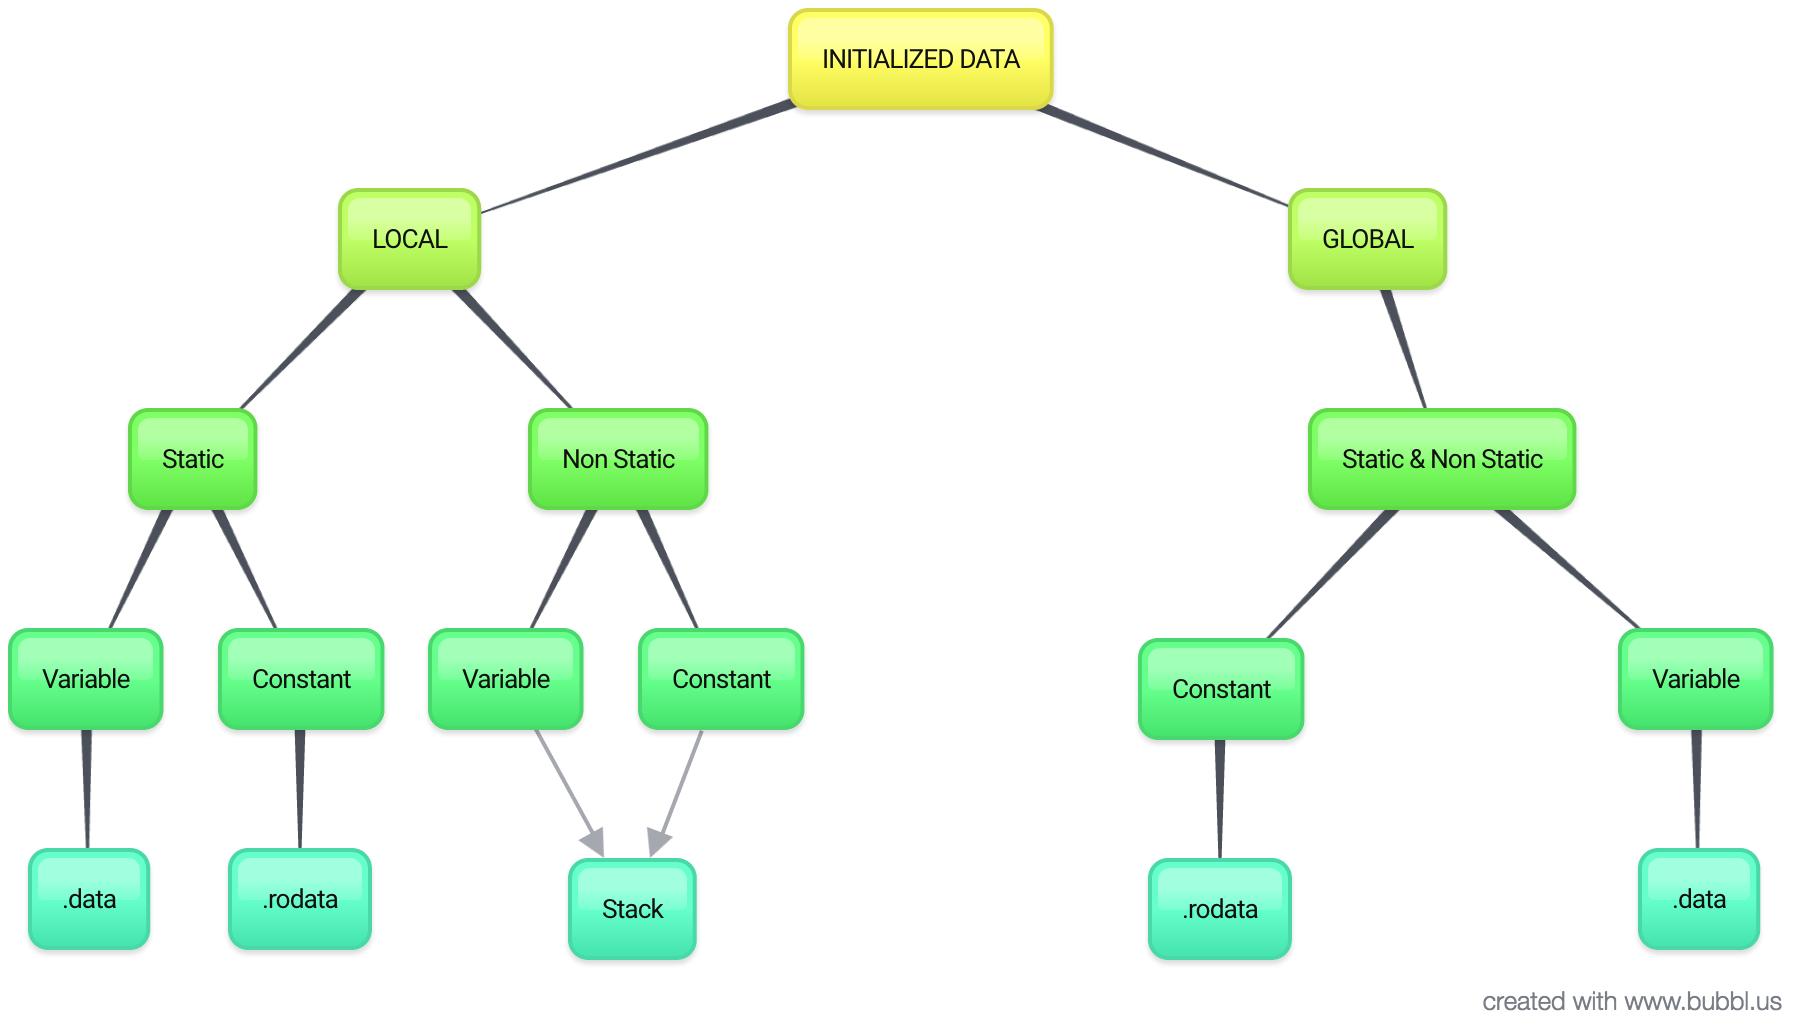 INITIALIZED DATA
LOCAL
GLOBAL
Static
Non Static
Static & Non Static
Variable
Constant
Variable
Constant
Constant
Variable
.data
.rodata
Stack
.rodata
.data
created with www.bubbl.us